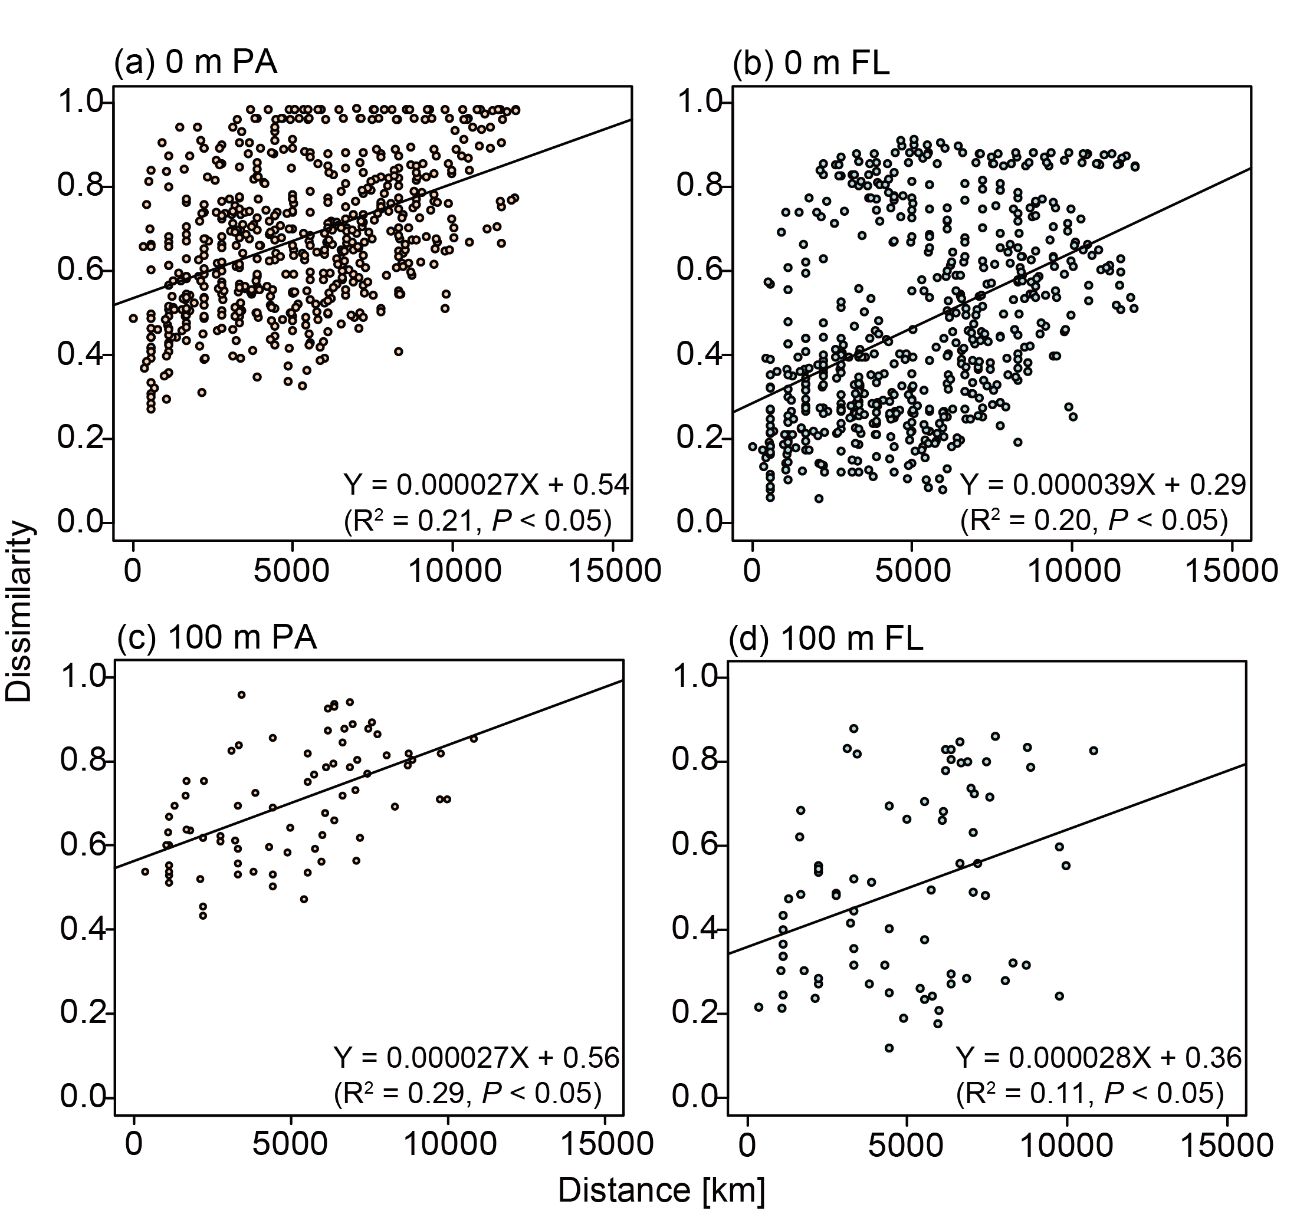 (a) 0 m PA
1.0
0.8
0.6
0.4
0.2
0.0
Y = 0.000027X + 0.54
(R² = 0.21, P < 0.05)
0 5000 10000 15000
(b) 0 m FL
1.0
0.8
0.6
0.4
0.2
0.0
Y = 0.000039X + 0.29
(R² = 0.20, P < 0.05)
0 5000 10000 15000
Dissimilarity
(c) 100 m PA
1.0
0.8
0.6
0.4
0.2
0.0
Y = 0.000027X + 0.56
(R² = 0.29, P < 0.05)
0 5000 10000 15000
(d) 100 m FL
1.0
0.8
0.6
0.4
0.2
0.0
Y = 0.000028X + 0.36
(R² = 0.11, P < 0.05)
0 5000 10000 15000
Distance [km]